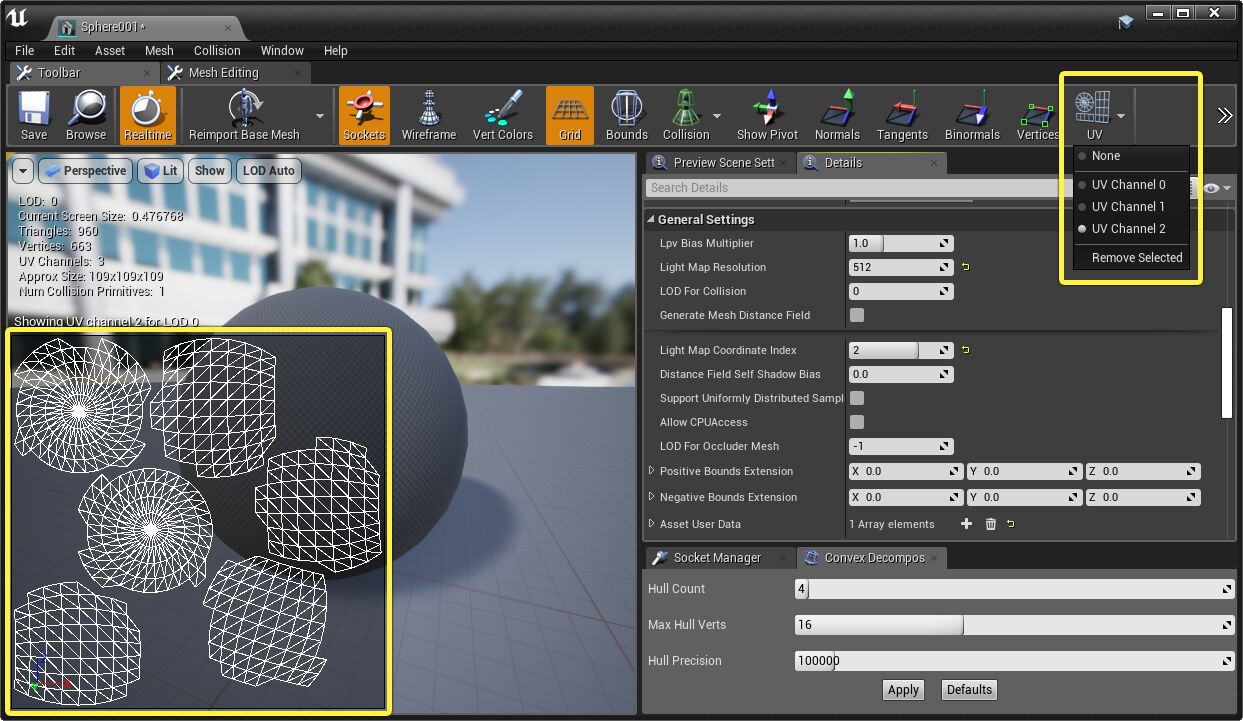 Sphere001*
File Edit Asset Mesh Collision Window Help
Toolbar Mesh Editing
Save Browse Realtime Reimport Base Mesh Sockets Wireframe Vert Colors Grid Bounds Collision Show Pivot Normals Tangents Binormals Vertices UV
None
UV Channel 0
UV Channel 1
UV Channel 2
Remove Selected
Perspective Lit Show LOD Auto
LOD: 0
Current Screen Size: 0.476768
Triangles: 960
Vertices: 663
UV Channels: 3
Approx Size: 109x109x109
Num Collision Primitives: 1
Showing UV channel 2 for LOD 0
Preview Scene Sett Details
Search Details
General Settings
Lpv Bias Multiplier 1.0
Light Map Resolution 512
LOD For Collision 0
Generate Mesh Distance Field
Light Map Coordinate Index 2
Distance Field Self Shadow Bias 0.0
Support Uniformly Distributed Sampl
Allow CPUAccess
LOD For Occluder Mesh -1
Positive Bounds Extension X 0.0 Y 0.0 Z 0.0
Negative Bounds Extension X 0.0 Y 0.0 Z 0.0
Asset User Data 1 Array elements
Socket Manager Convex Decompos
Hull Count 4
Max Hull Verts 16
Hull Precision 100000
Apply Defaults